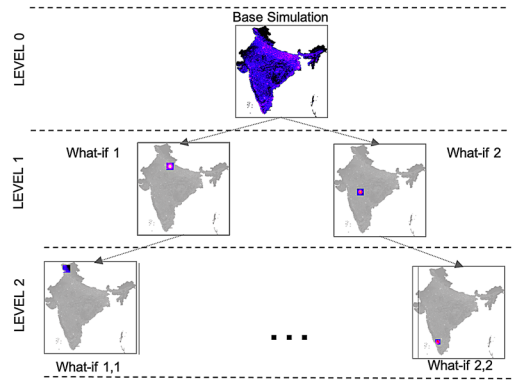 Base Simulation
LEVEL 0
What-if 1
What-if 2
LEVEL 1
LEVEL 2
...
What-if 1,1
What-if 2,2